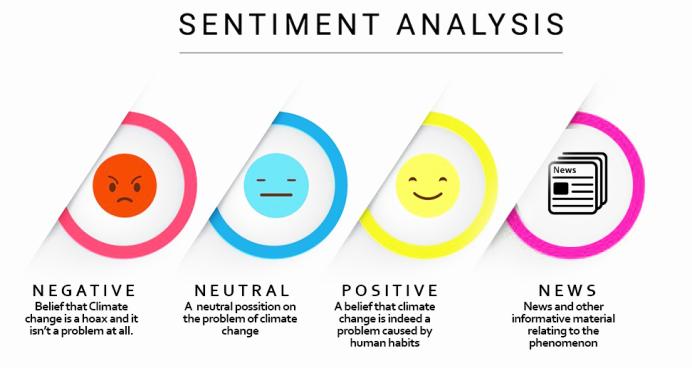 SENTIMENT ANALYSIS
News
NEGATIVE
Belief that Climate
change is a hoax and it
isn't a problem at all.
NEUTRAL
A neutral possition on
the problem of climate
change
POSITIVE
A belief that climate
change is indeed a
problem caused by
human habits
NEWS
News and other
informative material
relating to the
phenomenon